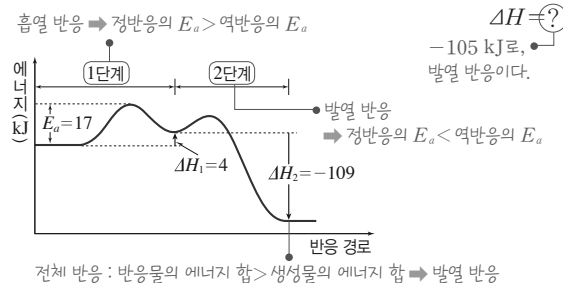 흡열 반응 ➡ 정반응의 Eₐ > 역반응의 Eₐ
ΔH=?
−105 kJ로,
발열 반응이다.
에너지(kJ)
1단계
2단계
Eₐ=17
발열 반응
➡ 정반응의 Eₐ < 역반응의 Eₐ
ΔH₁=4
ΔH₂=−109
반응 경로
전체 반응 : 반응물의 에너지 합 > 생성물의 에너지 합 ➡ 발열 반응